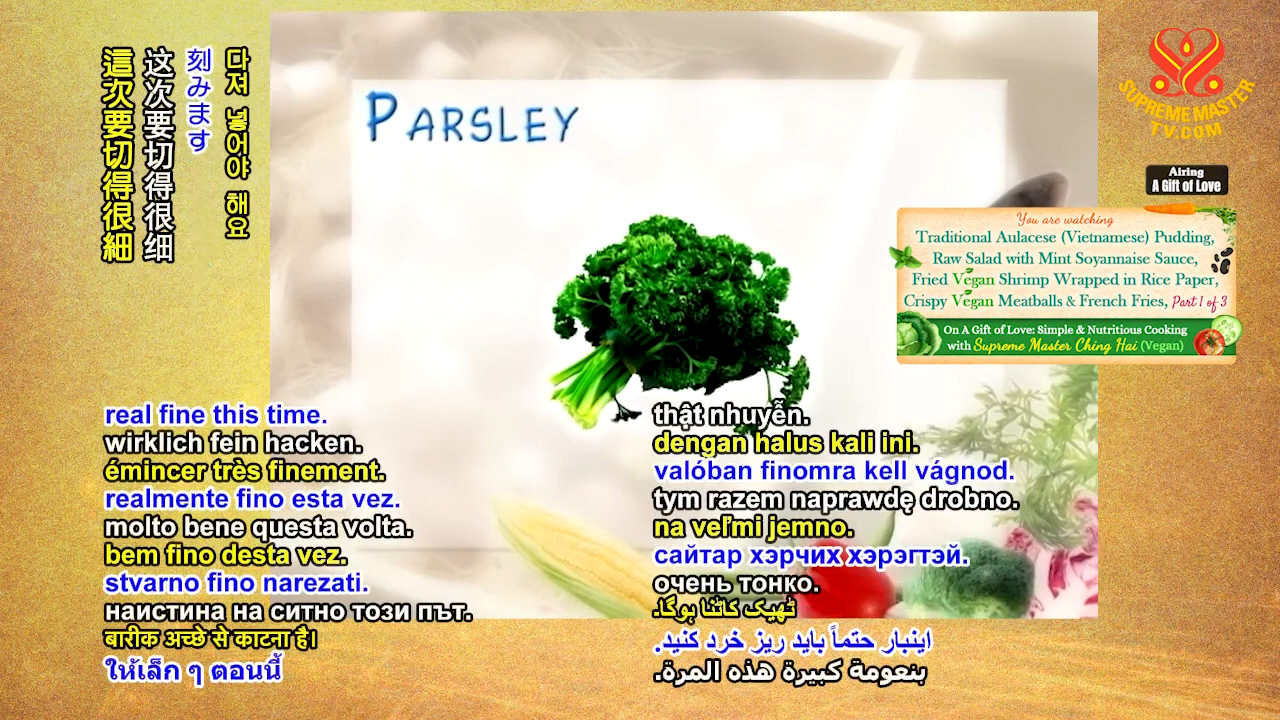 這次要切得很細
这次要切得很细
刻みます
다져 넣어야 해요
PARSLEY
SUPREME MASTER
TV.COM
Airing
A Gift of Love
You are watching
Traditional Aulacese (Vietnamese) Pudding,
Raw Salad with Mint Soyannaise Sauce,
Fried Vegan Shrimp Wrapped in Rice Paper,
Crispy Vegan Meatballs & French Fries, Part 1 of 3
On A Gift of Love: Simple & Nutritious Cooking
with Supreme Master Ching Hai (Vegan)
real fine this time.
wirklich fein hacken.
émincer très finement.
realmente fino esta vez.
molto bene questa volta.
bem fino desta vez.
stvarno fino narezati.
наистина на ситно този път.
बारीक अच्छे से काटना है।
ให้เล็ก ๆ ตอนนี้
thật nhuyễn.
dengan halus kali ini.
valóban finomra kell vágnod.
tym razem naprawdę drobno.
na veľmi jemno.
сайтар хэрчих хэрэгтэй.
очень тонко.
ٹھیک کاٹنا ہوگا.
اینبار حتماً باید ریز خرد کنید.
بنعومة كبيرة هذه المرة.